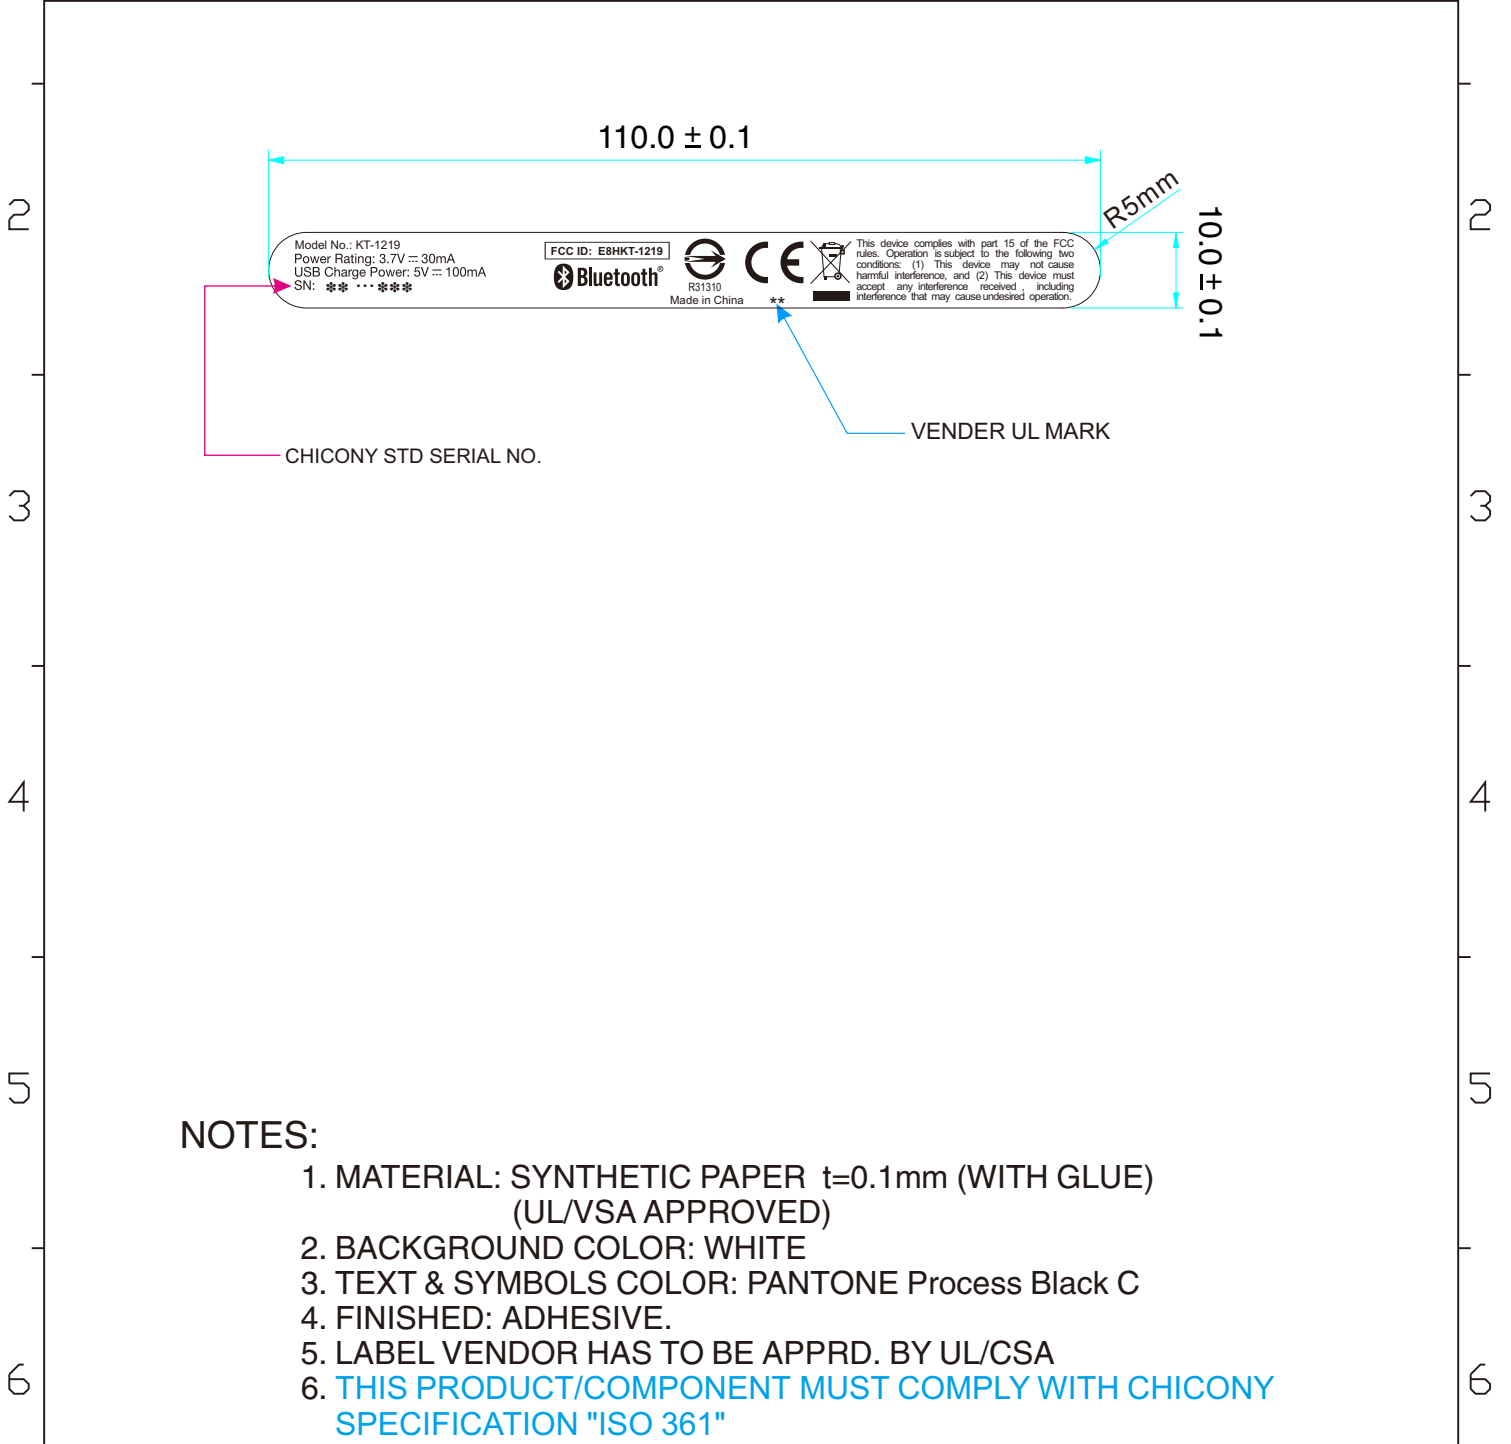 110.0 ± 0.1
R5mm
10.0 ± 0.1
2
2
Model No.: KT-1219
Power Rating: 3.7V ⎓ 30mA
USB Charge Power: 5V ⎓ 100mA
SN: ✽✽ ···✽✽✽
FCC ID: E8HKT-1219
Bluetooth®
R31310
Made in China
CE
**
This device complies with part 15 of the FCC
rules. Operation is subject to the following two
conditions: (1) This device may not cause
harmful interference, and (2) This device must
accept any interference received , including
interference that may cause undesired operation.
VENDER UL MARK
CHICONY STD SERIAL NO.
3
3
4
4
5
5
NOTES:
1. MATERIAL: SYNTHETIC PAPER t=0.1mm (WITH GLUE)
(UL/VSA APPROVED)
2. BACKGROUND COLOR: WHITE
3. TEXT & SYMBOLS COLOR: PANTONE Process Black C
4. FINISHED: ADHESIVE.
5. LABEL VENDOR HAS TO BE APPRD. BY UL/CSA
6. THIS PRODUCT/COMPONENT MUST COMPLY WITH CHICONY
SPECIFICATION "ISO 361"
6
6